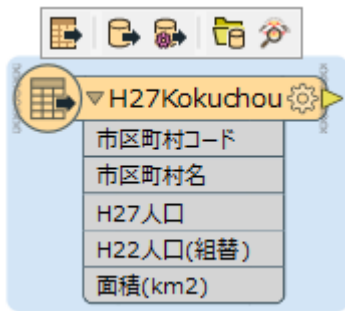 H27Kokuchou
市区町村コード
市区町村名
H27人口
H22人口(組替)
面積(km2)